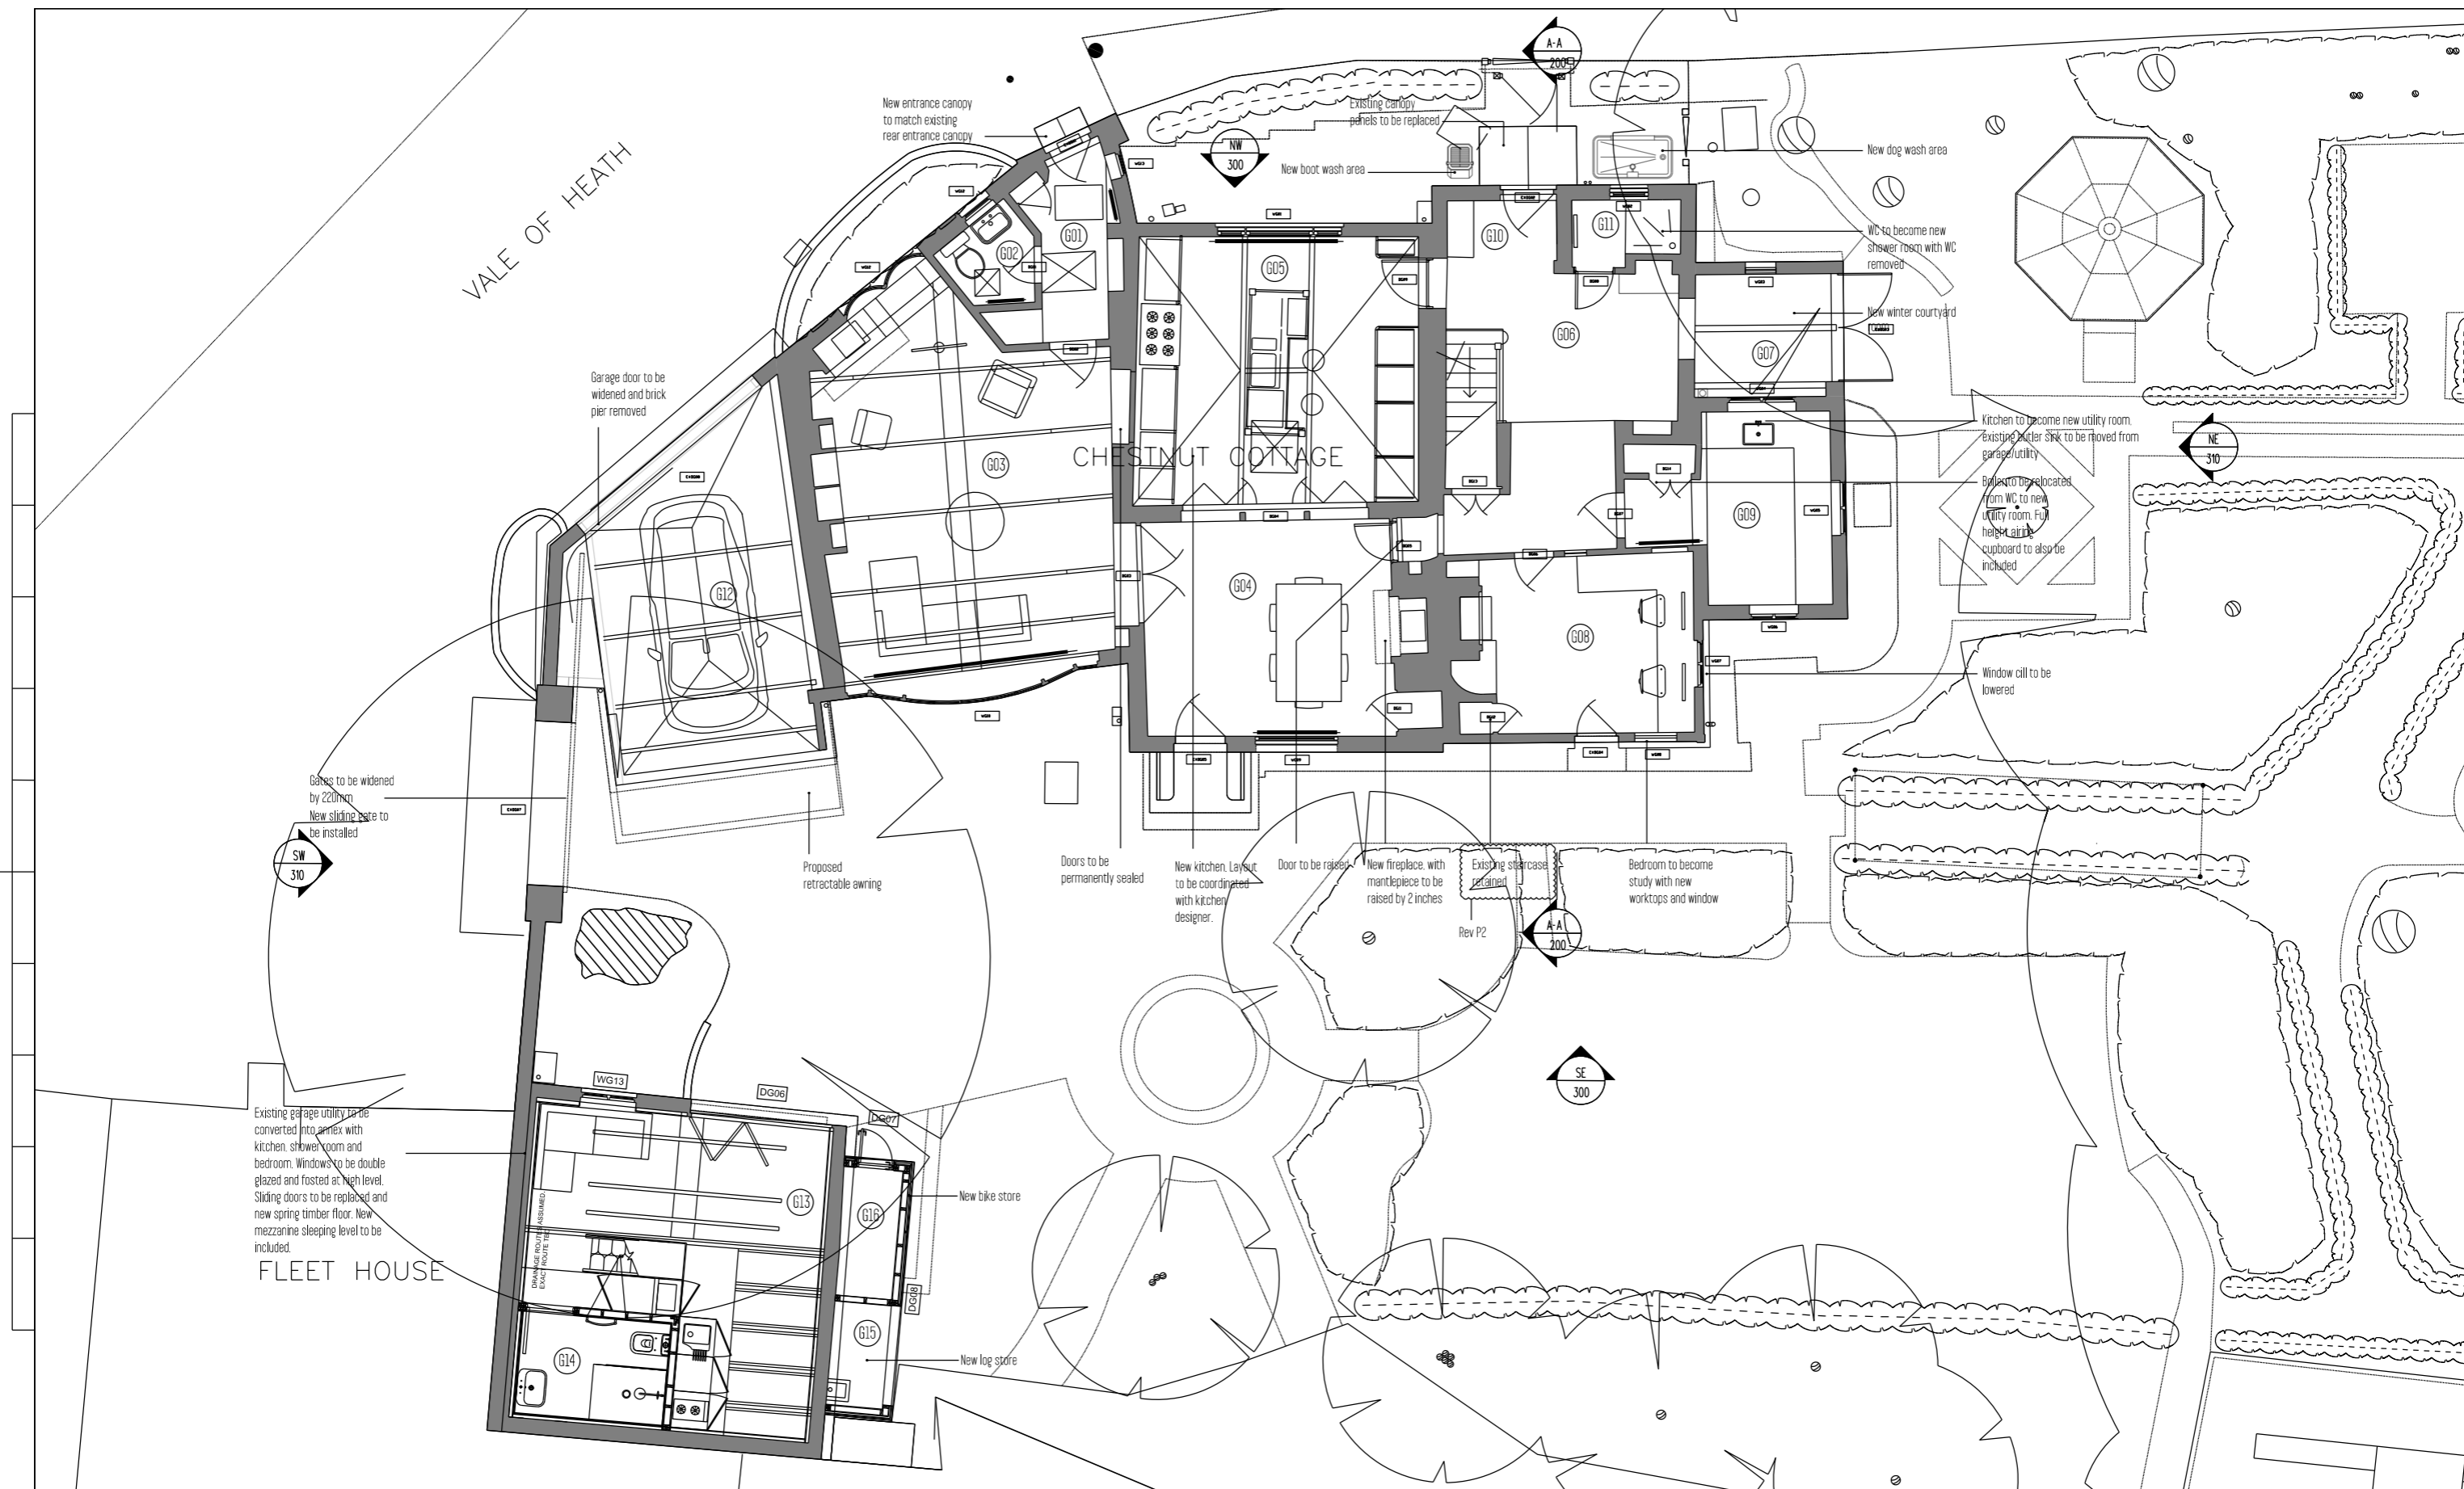 A-A
200
New entrance canopy
to match existing
rear entrance canopy
Existing canopy
panels to be replaced
NW
300
New boot wash area
New dog wash area
VALE OF HEATH
WC to become new
shower room with WC
removed
New winter courtyard
G01
G02
G05
G10
G11
G06
G07
Garage door to be
widened and brick
pier removed
Kitchen to become new utility room,
existing butler sink to be moved from
garage/utility
NE
310
CHESTNUT COTTAGE
G03
Boiler to be relocated
from WC to new
utility room. Full
height airing
cupboard to also be
included
G09
G12
G04
G08
Window cill to be
lowered
Gates to be widened
by 220mm
New sliding gate to
be installed
SW
310
Proposed
retractable awning
Doors to be
permanently sealed
New kitchen. Layout
to be coordinated
with kitchen
designer.
Door to be raised
New fireplace, with
mantlepiece to be
raised by 2 inches
Existing staircase
retained
Rev P2
Bedroom to become
study with new
worktops and window
A-A
200
SE
300
WG13
DG06
DG07
Existing garage utility to be
converted into annex with
kitchen, shower room and
bedroom. Windows to be double
glazed and fosted at high level.
Sliding doors to be replaced and
new spring timber floor. New
mezzanine sleeping level to be
included.
FLEET HOUSE
DRAINAGE ROUTES ASSUMED.
EXACT ROUTE TBC
G13
G16
New bike store
DG08
G15
New log store
G14